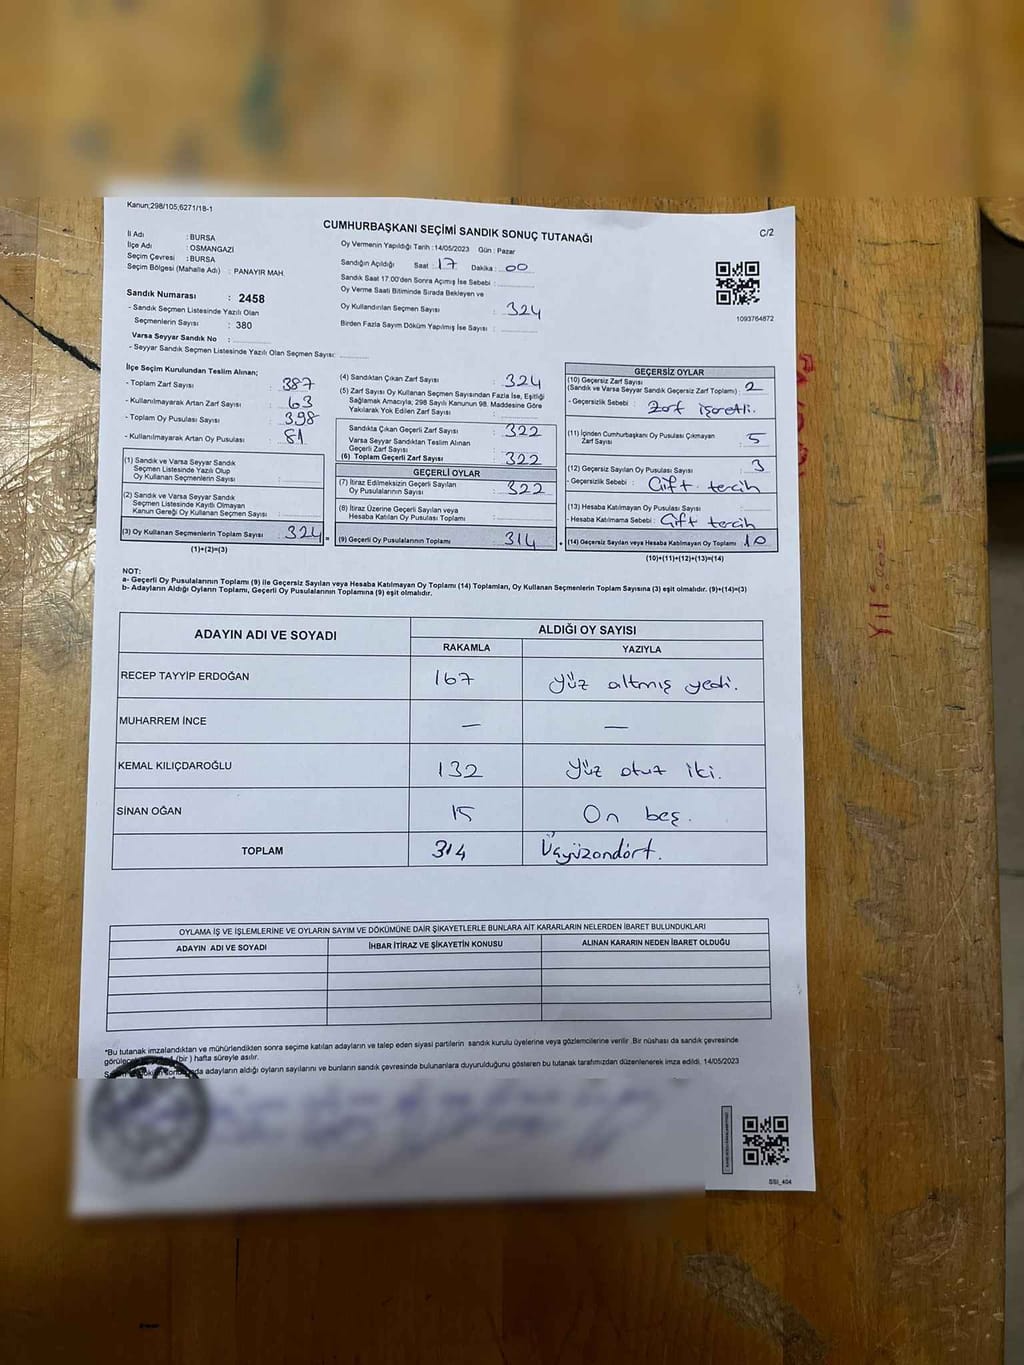 Kanun;298/105;6271/18-1
CUMHURBAŞKANI SEÇİMİ SANDIK SONUÇ TUTANAĞI
C/2
İl Adı : BURSA
İlçe Adı : OSMANGAZİ
Seçim Çevresi : BURSA
Seçim Bölgesi (Mahalle Adı) : PANAYIR MAH.
Sandık Numarası : 2458
- Sandık Seçmen Listesinde Yazılı Olan
Seçmenlerin Sayısı : 380
Varsa Seyyar Sandık No :
- Seyyar Sandık Seçmen Listesinde Yazılı Olan Seçmen Sayısı:
Oy Vermenin Yapıldığı Tarih :14/05/2023 Gün : Pazar
Sandığın Açıldığı Saat : 17 Dakika : 00
Sandık Saat 17.00'den Sonra Açımış İse Sebebi :
Oy Verme Saati Bitiminde Sırada Bekleyen ve
Oy Kullandırılan Seçmen Sayısı : 324
Birden Fazla Sayım Döküm Yapılmış İse Sayısı :
1093764872
İlçe Seçim Kurulundan Teslim Alınan;
- Toplam Zarf Sayısı : 387
- Kullanılmayarak Artan Zarf Sayısı : 63
- Toplam Oy Pusulası Sayısı : 398
- Kullanılmayarak Artan Oy Pusulası : 81
(1) Sandık ve Varsa Seyyar Sandık
Seçmen Listesinde Yazılı Olup
Oy Kullanan Seçmenlerin Sayısı :
(2) Sandık ve Varsa Seyyar Sandık
Seçmen Listesinde Kayıtlı Olmayan
Kanun Gereği Oy Kullanan Seçmen Sayısı :
(3) Oy Kullanan Seçmenlerin Toplam Sayısı : 324
(1)+(2)=(3)
(4) Sandıktan Çıkan Zarf Sayısı : 324
(5) Zarf Sayısı Oy Kullanan Seçmen Sayısından Fazla İse, Eşitliği
Sağlamak Amacıyla, 298 Sayılı Kanunun 98. Maddesine Göre
Yakılarak Yok Edilen Zarf Sayısı :
Sandıkta Çıkan Geçerli Zarf Sayısı : 322
Varsa Seyyar Sandıktan Teslim Alınan
Geçerli Zarf Sayısı :
(6) Toplam Geçerli Zarf Sayısı : 322
GEÇERLİ OYLAR
(7) İtiraz Edilmeksizin Geçerli Sayılan
Oy Pusulalarının Sayısı : 322
(8) İtiraz Üzerine Geçerli Sayılan veya
Hesaba Katılan Oy Pusulası Toplamı :
(9) Geçerli Oy Pusulalarının Toplamı : 314
GEÇERSİZ OYLAR
(10) Geçersiz Zarf Sayısı
(Sandık ve Varsa Seyyar Sandık Geçersiz Zarf Toplamı) : 2
- Geçersizlik Sebebi : Zarf işaretli.
(11) İçinden Cumhurbaşkanı Oy Pusulası Çıkmayan
Zarf Sayısı : 5
(12) Geçersiz Sayılan Oy Pusulası Sayısı : 3
- Geçersizlik Sebebi : Çift tercih
(13) Hesaba Katılmayan Oy Pusulası Sayısı :
- Hesaba Katılmama Sebebi : Çift tercih
(14) Geçersiz Sayılan veya Hesaba Katılmayan Oy Toplamı : 10
(10)+(11)+(12)+(13)=(14)
NOT:
a- Geçerli Oy Pusulalarının Toplamı (9) ile Geçersiz Sayılan veya Hesaba Katılmayan Oy Toplamı (14) Toplamları, Oy Kullanan Seçmenlerin Toplam Sayısına (3) eşit olmalıdır. (9)+(14)=(3)
b- Adayların Aldığı Oyların Toplamı, Geçerli Oy Pusulalarının Toplamına (9) eşit olmalıdır.
ADAYIN ADI VE SOYADI ALDIĞI OY SAYISI
RAKAMLA YAZIYLA
RECEP TAYYİP ERDOĞAN 167 Yüz altmış yedi.
MUHARREM İNCE — —
KEMAL KILIÇDAROĞLU 132 Yüz otuz iki.
SİNAN OĞAN 15 On beş.
TOPLAM 314 Üçyüzondört.
OYLAMA İŞ VE İŞLEMLERİNE VE OYLARIN SAYIM VE DÖKÜMÜNE DAİR ŞİKAYETLERLE BUNLARA AİT KARARLARIN NELERDEN İBARET BULUNDUKLARI
ADAYIN ADI VE SOYADI İHBAR İTİRAZ VE ŞİKAYETİN KONUSU ALINAN KARARIN NEDEN İBARET OLDUĞU
*Bu tutanak imzalandıktan ve mühürlendikten sonra seçime katılan adayların ve talep eden siyasi partilerin sandık kurulu üyelerine veya gözlemcilerine verilir .Bir nüshası da sandık çevresinde
(bir ) hafta süreyle asılır.
adayların aldığı oyların sayılarını ve bunların sandık çevresinde bulunanlara duyurulduğunu gösteren bu tutanak tarafımızdan düzenlenerek imza edildi. 14/05/2023
SSI_404